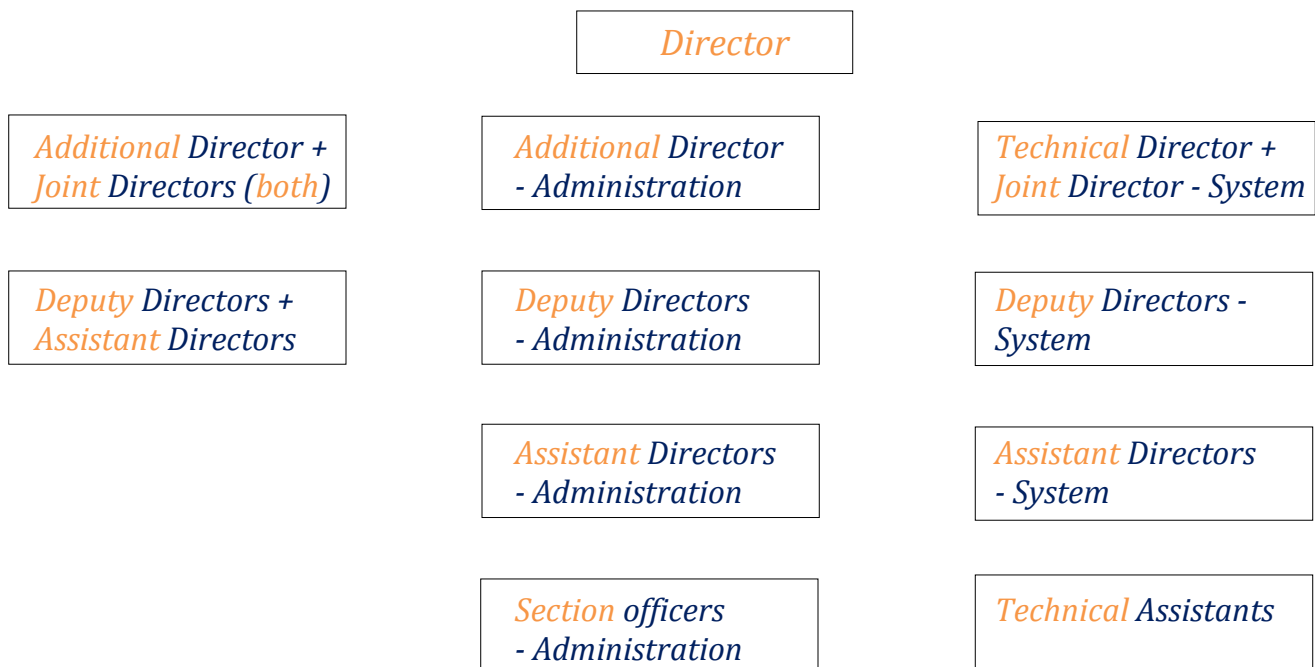 Director
Additional Director +
Joint Directors (both)
Additional Director
- Administration
Technical Director +
Joint Director - System
Deputy Directors +
Assistant Directors
Deputy Directors
- Administration
Deputy Directors -
System
Assistant Directors
- Administration
Assistant Directors
- System
Section officers
- Administration
Technical Assistants